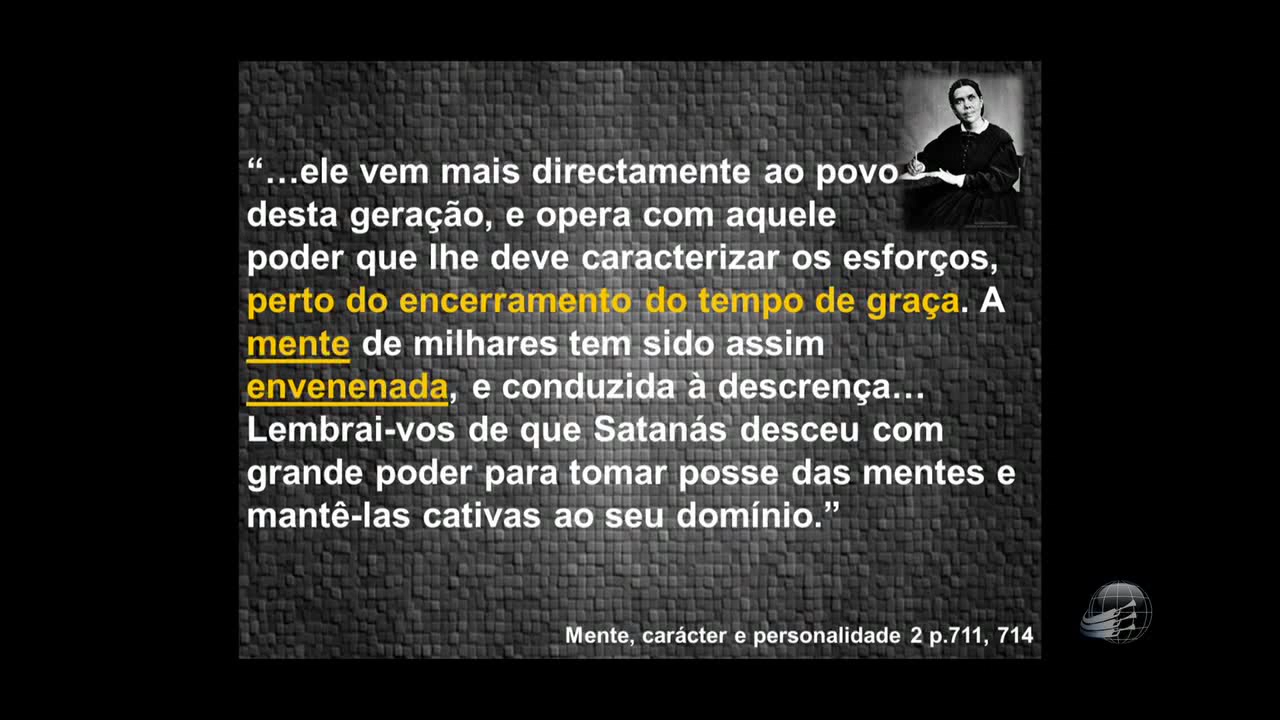 “…ele vem mais directamente ao povo
desta geração, e opera com aquele
poder que lhe deve caracterizar os esforços,
perto do encerramento do tempo de graça. A
mente de milhares tem sido assim
envenenada, e conduzida à descrença…
Lembrai-vos de que Satanás desceu com
grande poder para tomar posse das mentes e
mantê-las cativas ao seu domínio.”
Mente, carácter e personalidade 2 p.711, 714